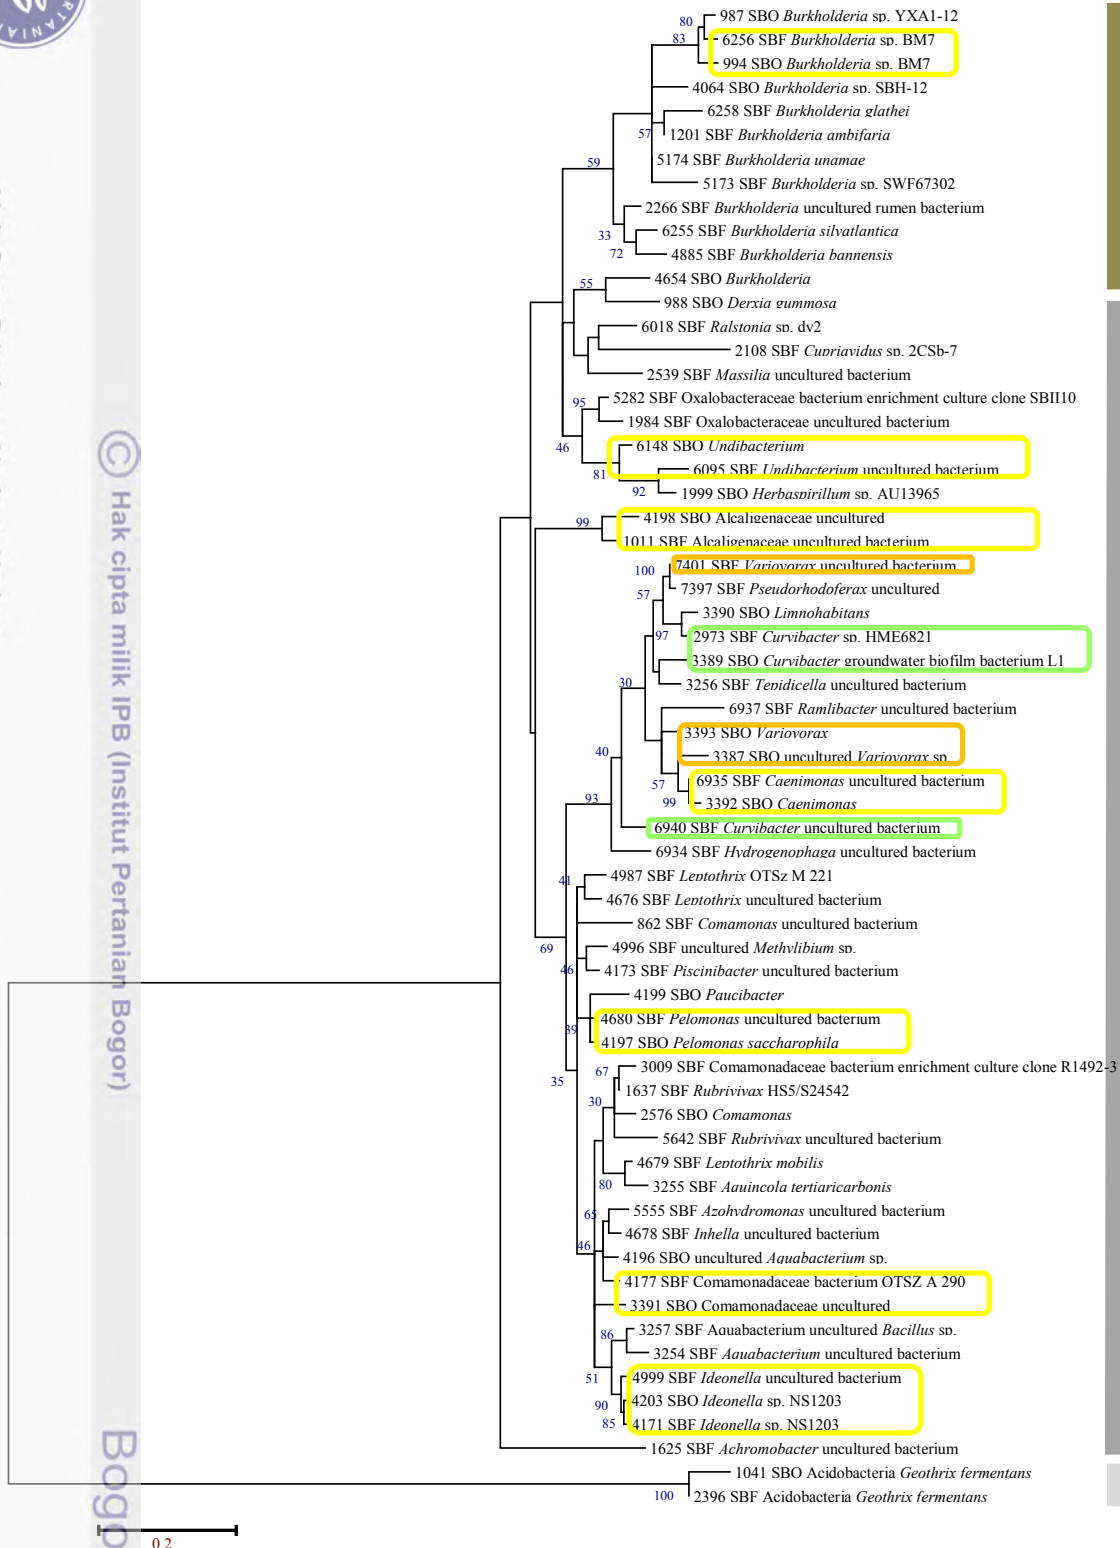 987 SBO Burkholderia sp. YXA1-12
80
83
6256 SBF Burkholderia sp. BM7
994 SBO Burkholderia sp. BM7
4064 SBO Burkholderia sp. SBH-12
6258 SBF Burkholderia glathei
57
1201 SBF Burkholderia ambifaria
59
5174 SBF Burkholderia unamae
5173 SBF Burkholderia sp. SWF67302
2266 SBF Burkholderia uncultured rumen bacterium
33
6255 SBF Burkholderia silvatlantica
72
4885 SBF Burkholderia bannensis
4654 SBO Burkholderia
55
988 SBO Derxia gummosa
6018 SBF Ralstonia sp. dv2
2108 SBF Cupriavidus sp. 2CSb-7
2539 SBF Massilia uncultured bacterium
5282 SBF Oxalobacteraceae bacterium enrichment culture clone SBII10
95
1984 SBF Oxalobacteraceae uncultured bacterium
46
6148 SBO Undibacterium
81
6095 SBF Undibacterium uncultured bacterium
92
1999 SBO Herbaspirillum sp. AU13965
99
4198 SBO Alcaligenaceae uncultured
1011 SBF Alcaligenaceae uncultured bacterium
7401 SBF Variovorax uncultured bacterium
100
7397 SBF Pseudorhodoferax uncultured
57
3390 SBO Limnohabitans
97
2973 SBF Curvibacter sp. HME6821
3389 SBO Curvibacter groundwater biofilm bacterium L1
30
3256 SBF Tepidicella uncultured bacterium
6937 SBF Ramlibacter uncultured bacterium
3393 SBO Variovorax
40
3387 SBO uncultured Variovorax sp
57
6935 SBF Caenimonas uncultured bacterium
93
99
3392 SBO Caenimonas
6940 SBF Curvibacter uncultured bacterium
6934 SBF Hydrogenophaga uncultured bacterium
41
4987 SBF Leptothrix OTSz M 221
4676 SBF Leptothrix uncultured bacterium
862 SBF Comamonas uncultured bacterium
69
4996 SBF uncultured Methylibium sp.
46
4173 SBF Piscinibacter uncultured bacterium
4199 SBO Paucibacter
39
4680 SBF Pelomonas uncultured bacterium
4197 SBO Pelomonas saccharophila
35
67
3009 SBF Comamonadaceae bacterium enrichment culture clone R1492-3
1637 SBF Rubrivivax HS5/S24542
30
2576 SBO Comamonas
5642 SBF Rubrivivax uncultured bacterium
4679 SBF Leptothrix mobilis
80
3255 SBF Aquincola tertiaricarbonis
65
5555 SBF Azohydromonas uncultured bacterium
4678 SBF Inhella uncultured bacterium
46
4196 SBO uncultured Aquabacterium sp.
4177 SBF Comamonadaceae bacterium OTSZ A 290
3391 SBO Comamonadaceae uncultured
86
3257 SBF Aquabacterium uncultured Bacillus sp.
3254 SBF Aquabacterium uncultured bacterium
51
4999 SBF Ideonella uncultured bacterium
90
4203 SBO Ideonella sp. NS1203
85
4171 SBF Ideonella sp. NS1203
1625 SBF Achromobacter uncultured bacterium
1041 SBO Acidobacteria Geothrix fermentans
100
2396 SBF Acidobacteria Geothrix fermentans
0.2
© Hak cipta milik IPB (Institut Pertanian Bogor)
Bogo